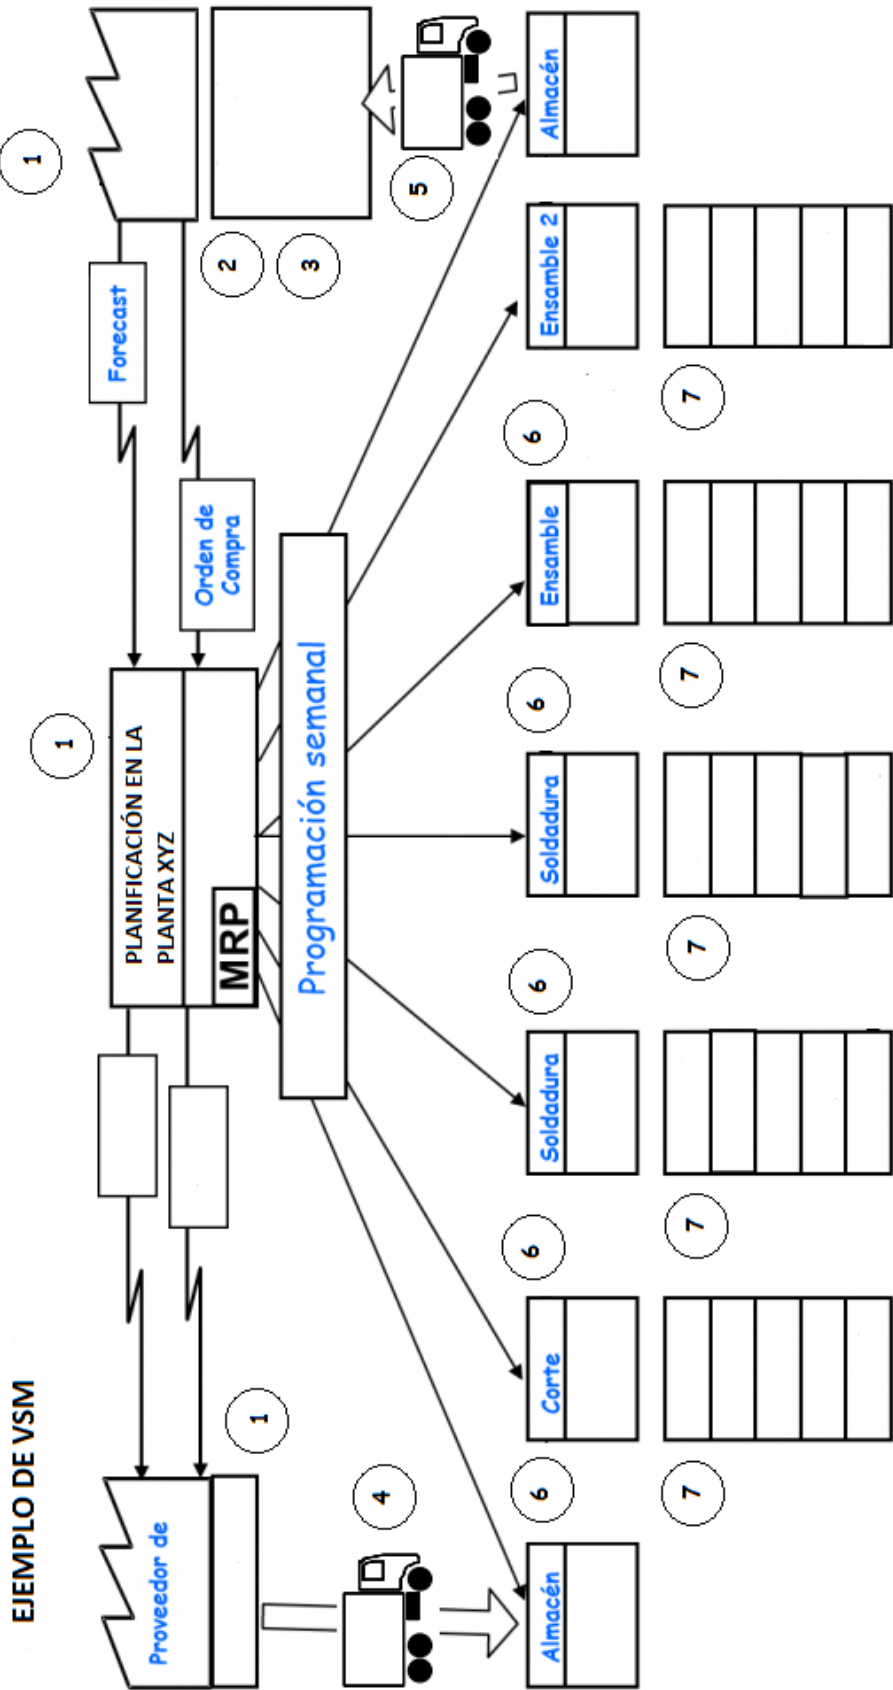 EJEMPLO DE VSM
1
1
1
Forecast
Orden de
Compra
PLANIFICACIÓN EN LA
PLANTA XYZ
MRP
Proveedor de
2
3
4
5
Programación semanal
6
6
6
6
6
Almacén
Corte
Soldadura
Soldadura
Ensamble
Ensamble 2
Almacén
7
7
7
7
7